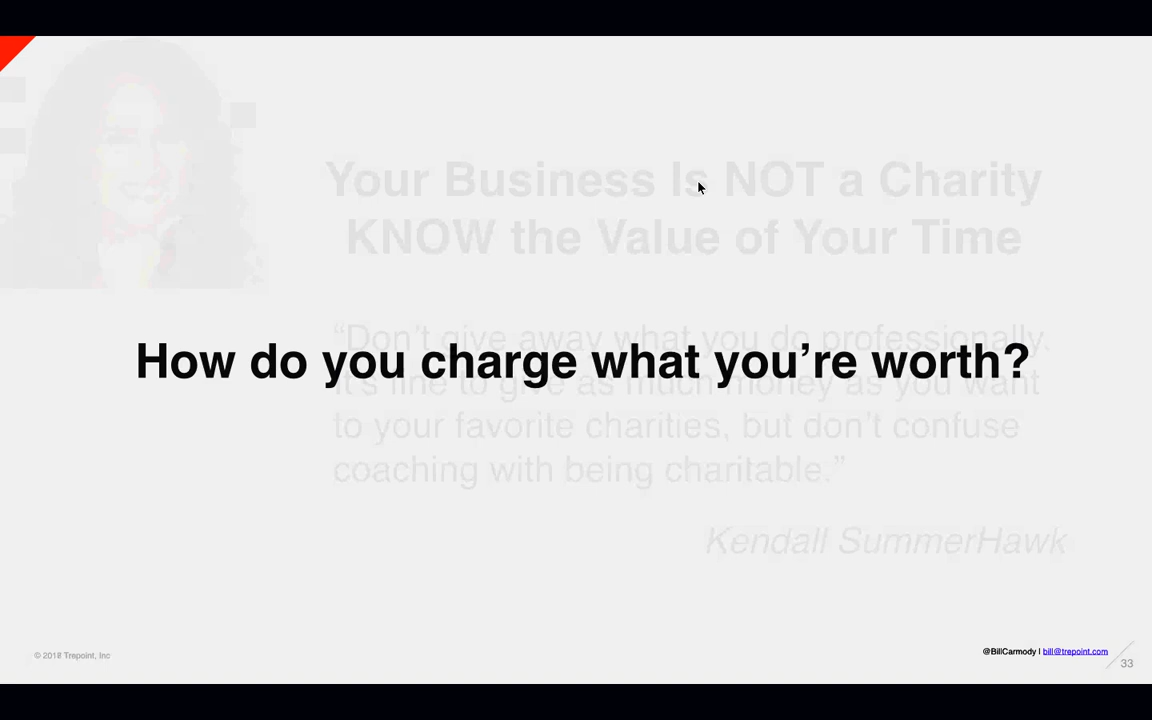 Your Business Is NOT a Charity
KNOW the Value of Your Time
“Don’t give away what you do professionally.
How do you charge what you’re worth?
It’s fine to give as much money as you want
to your favorite charities, but don’t confuse
coaching with being charitable.”
Kendall SummerHawk
© 2018 Trepoint, Inc
@BillCarmody | bill@trepoint.com
33